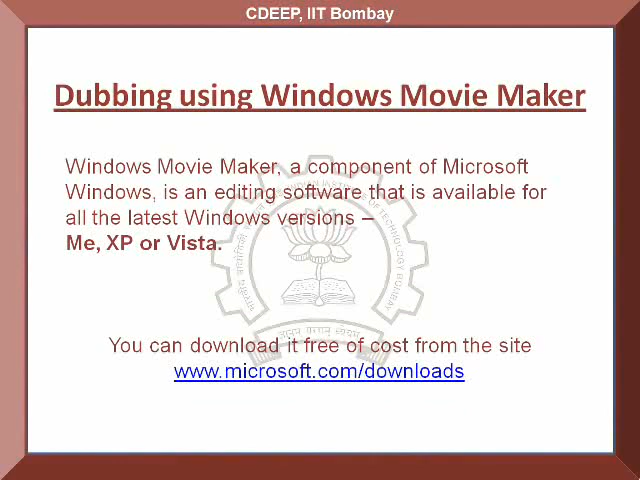 CDEEP, IIT Bombay
Dubbing using Windows Movie Maker
Windows Movie Maker, a component of Microsoft
Windows, is an editing software that is available for
all the latest Windows versions –
Me, XP or Vista.
You can download it free of cost from the site
www.microsoft.com/downloads